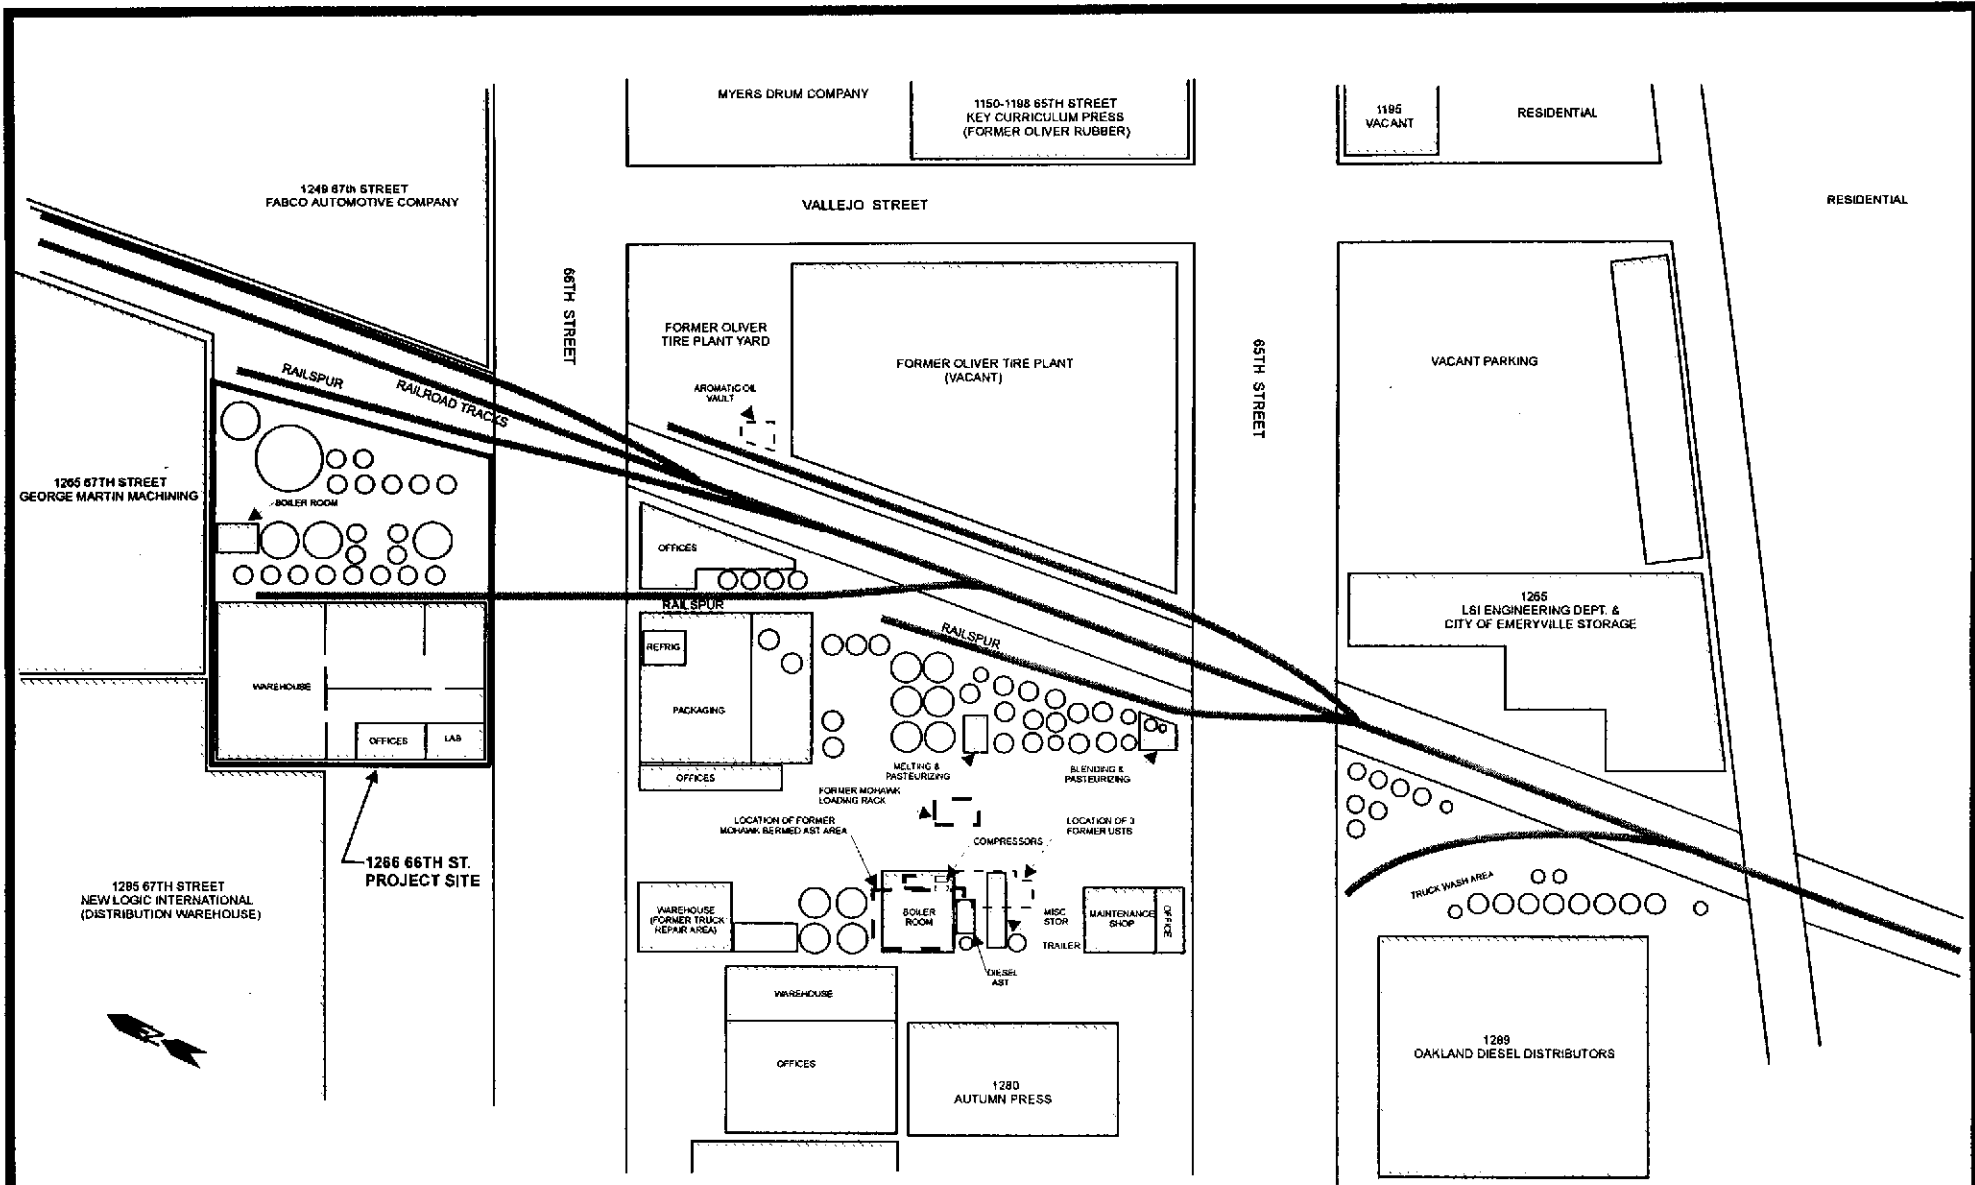 MYERS DRUM COMPANY
1150-1198 65TH STREET
KEY CURRICULUM PRESS
(FORMER OLIVER RUBBER)
1195
VACANT
RESIDENTIAL
1249 67th STREET
FABCO AUTOMOTIVE COMPANY
VALLEJO STREET
RESIDENTIAL
66TH STREET
FORMER OLIVER
TIRE PLANT YARD
FORMER OLIVER TIRE PLANT
(VACANT)
65TH STREET
VACANT PARKING
RAILSPUR
RAILROAD TRACKS
AROMATIC OIL
VAULT
1265 67TH STREET
GEORGE MARTIN MACHINING
BOILER ROOM
OFFICES
RAILSPUR
1265
LSI ENGINEERING DEPT. &
CITY OF EMERYVILLE STORAGE
RAILSPUR
REFRIG
WAREHOUSE
PACKAGING
OFFICES
LAB
OFFICES
MELTING &
PASTEURIZING
BLENDING &
PASTEURIZING
FORMER MOHAWK
LOADING RACK
LOCATION OF FORMER
MOHAWK BERMED AST AREA
LOCATION OF 3
FORMER USTS
COMPRESSORS
1266 66TH ST.
PROJECT SITE
1295 67TH STREET
NEW LOGIC INTERNATIONAL
(DISTRIBUTION WAREHOUSE)
TRUCK WASH AREA
WAREHOUSE
(FORMER TRUCK
REPAIR AREA)
BOILER
ROOM
MISC
STOR
TRAILER
MAINTENANCE
SHOP
OFFICE
DIESEL
AST
WAREHOUSE
N
OFFICES
1280
AUTUMN PRESS
1289
OAKLAND DIESEL DISTRIBUTORS